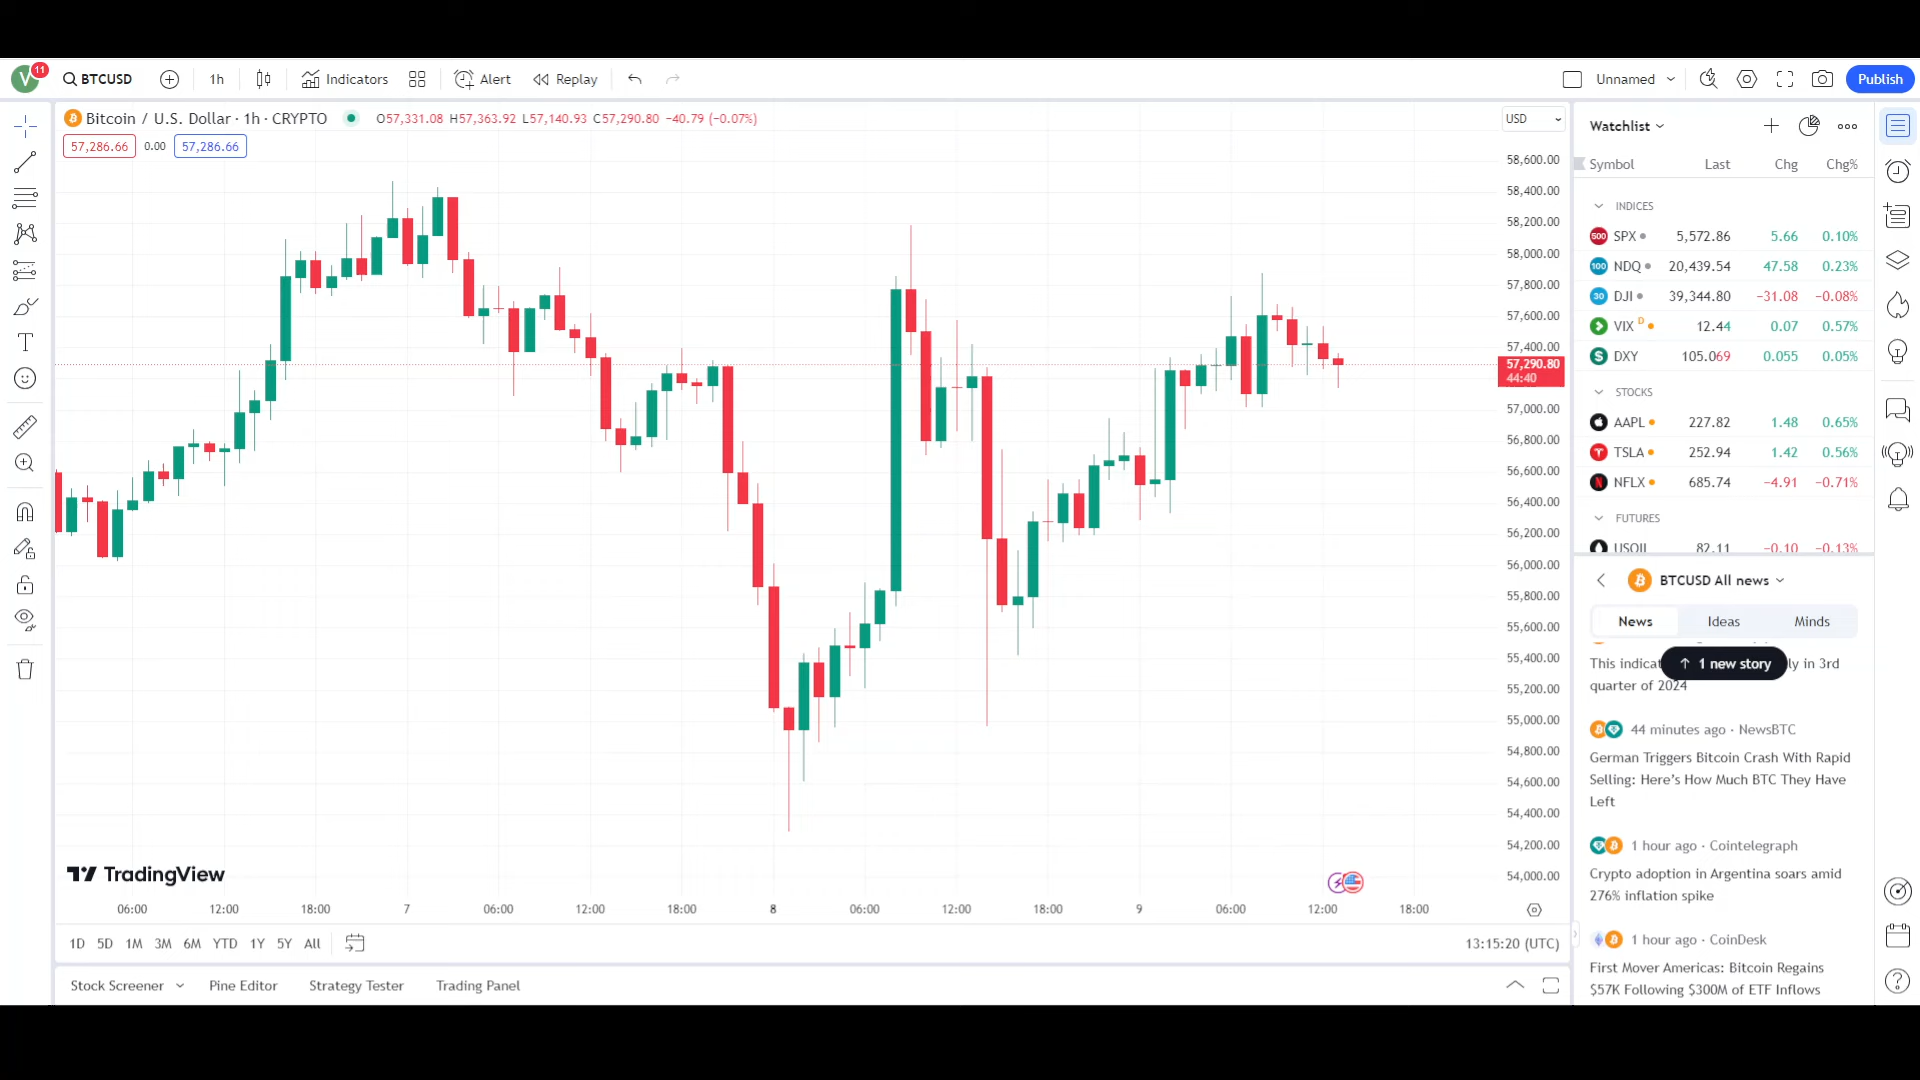 V 11 BTCUSD 1h Indicators Alert Replay Unnamed Publish
Bitcoin / U.S. Dollar · 1h · CRYPTO O57,331.08 H57,363.92 L57,140.93 C57,290.80 −40.79 (−0.07%)
57,286.66 0.00 57,286.66
USD
58,600.00
58,400.00
58,200.00
58,000.00
57,800.00
57,600.00
57,400.00
57,290.80
44:40
57,000.00
56,800.00
56,600.00
56,400.00
56,200.00
56,000.00
55,800.00
55,600.00
55,400.00
55,200.00
55,000.00
54,800.00
54,600.00
54,400.00
54,200.00
54,000.00
TradingView
06:00 12:00 18:00 7 06:00 12:00 18:00 8 06:00 12:00 18:00 9 06:00 12:00 18:00
1D 5D 1M 3M 6M YTD 1Y 5Y All 13:15:20 (UTC)
Stock Screener Pine Editor Strategy Tester Trading Panel
Watchlist
Symbol Last Chg Chg%
INDICES
500 SPX 5,572.86 5.66 0.10%
100 NDQ 20,439.54 47.58 0.23%
30 DJI 39,344.80 −31.08 −0.08%
VIX D 12.44 0.07 0.57%
$ DXY 105.069 0.055 0.05%
STOCKS
AAPL 227.82 1.48 0.65%
TSLA 252.94 1.42 0.56%
N NFLX 685.74 −4.91 −0.71%
FUTURES
USOIL 82.11 −0.10 −0.13%
BTCUSD All news
News Ideas Minds
This indicat ↑ 1 new story ly in 3rd
quarter of 2024
44 minutes ago · NewsBTC
German Triggers Bitcoin Crash With Rapid
Selling: Here’s How Much BTC They Have
Left
1 hour ago · Cointelegraph
Crypto adoption in Argentina soars amid
276% inflation spike
1 hour ago · CoinDesk
First Mover Americas: Bitcoin Regains
$57K Following $300M of ETF Inflows